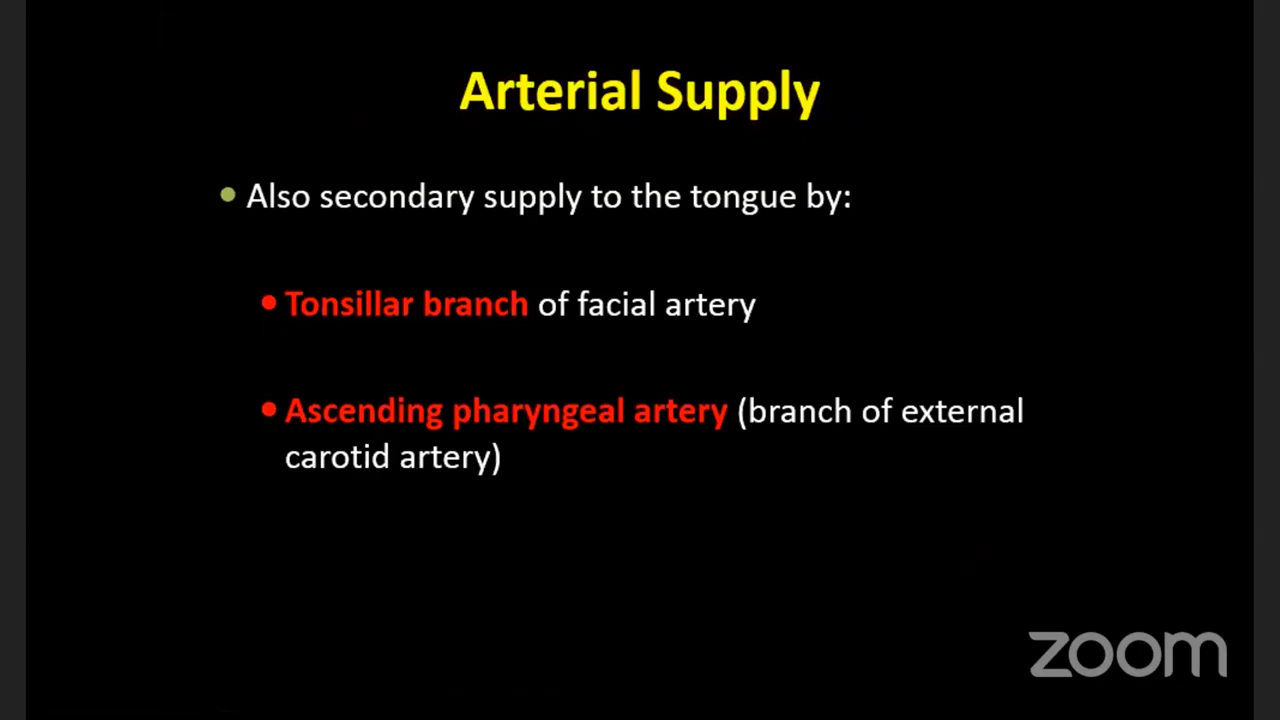 Arterial Supply
Also secondary supply to the tongue by:
Tonsillar branch of facial artery
Ascending pharyngeal artery (branch of external
carotid artery)
zoom